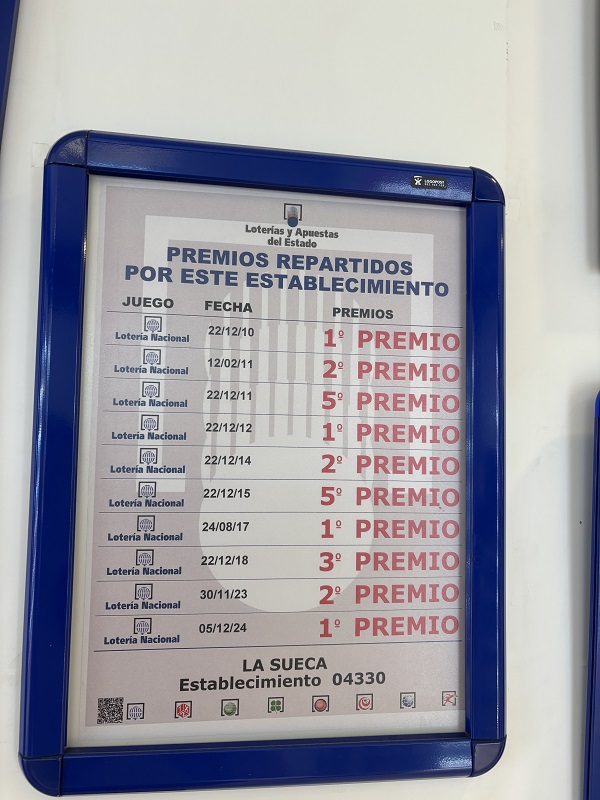 LOGOPOST
Loterías y Apuestas
del Estado
PREMIOS REPARTIDOS
POR ESTE ESTABLECIMIENTO
JUEGO FECHA PREMIOS
Lotería Nacional 22/12/10 1º PREMIO
Lotería Nacional 12/02/11 2º PREMIO
Lotería Nacional 22/12/11 5º PREMIO
Lotería Nacional 22/12/12 1º PREMIO
Lotería Nacional 22/12/14 2º PREMIO
Lotería Nacional 22/12/15 5º PREMIO
Lotería Nacional 24/08/17 1º PREMIO
Lotería Nacional 22/12/18 3º PREMIO
Lotería Nacional 30/11/23 2º PREMIO
Lotería Nacional 05/12/24 1º PREMIO
LA SUECA
Establecimiento 04330